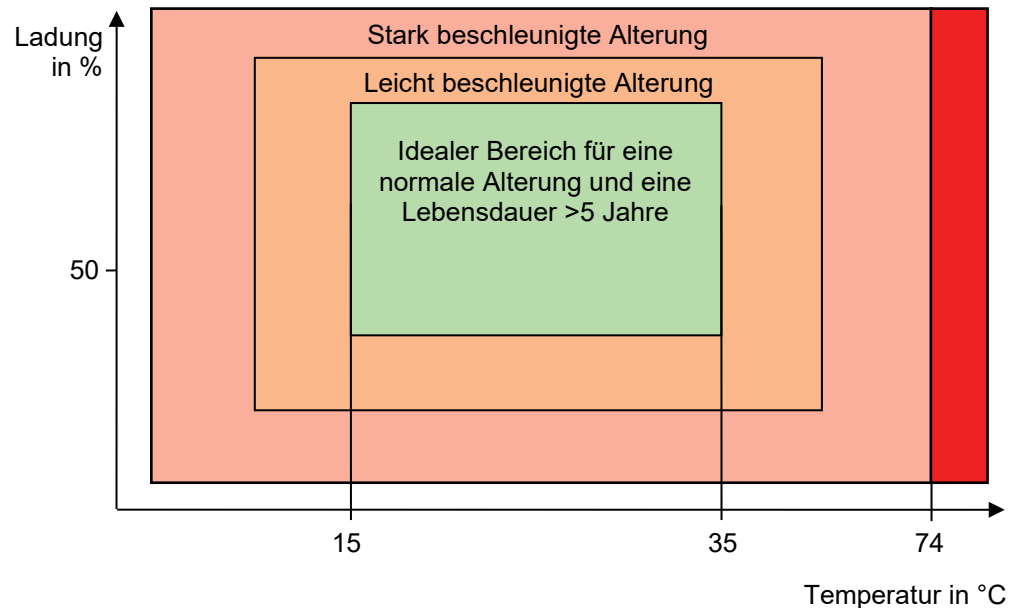 Ladung
in %
Stark beschleunigte Alterung
Leicht beschleunigte Alterung
Idealer Bereich für eine
normale Alterung und eine
Lebensdauer >5 Jahre
50
15
35
74
Temperatur in °C